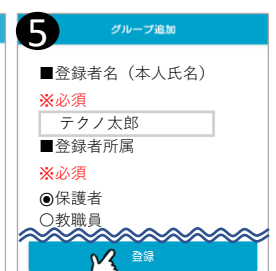 ❺
グループ追加
■登録者名（本人氏名）
※必須
テクノ太郎
■登録者所属
※必須
◉保護者
○教職員
登録